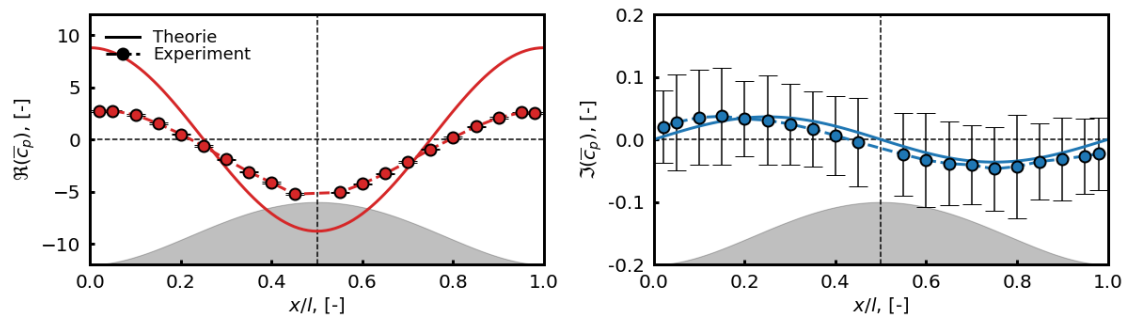 ℜ(c̅ₚ), [-]
10
5
0
−5
−10
Theorie
Experiment
0.0 0.2 0.4 0.6 0.8 1.0
x/l, [-]
ℑ(c̅ₚ), [-]
0.2
0.1
0.0
-0.1
-0.2
0.0 0.2 0.4 0.6 0.8 1.0
x/l, [-]